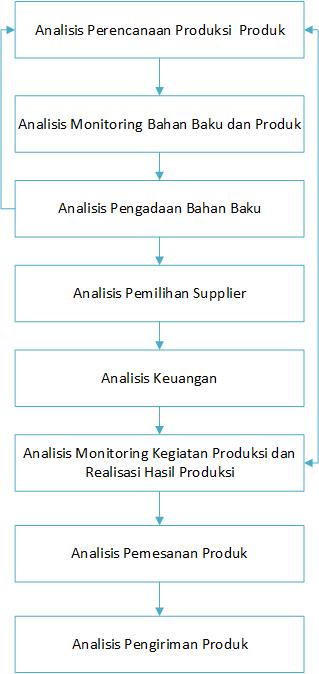 Analisis Perencanaan Produksi  Produk
Analisis Monitoring Bahan Baku dan Produk
Analisis Pengadaan Bahan Baku
Analisis Pemilihan Supplier
Analisis Keuangan
Analisis Monitoring Kegiatan Produksi dan
Realisasi Hasil Produksi
Analisis Pemesanan Produk
Analisis Pengiriman Produk